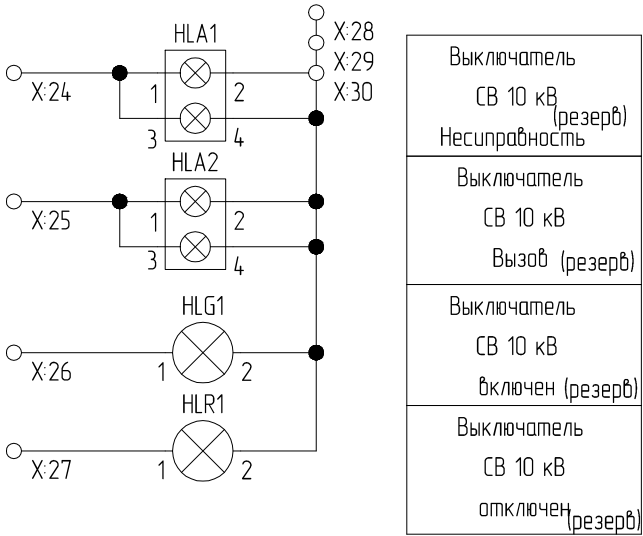 HLA1
X:28
X:29
X:30
X:24
1
2
3
4
HLA2
X:25
1
2
3
4
HLG1
X:26
1
2
HLR1
X:27
1
2
Выключатель
СВ 10 кВ
(резерв)
Несиправность
Выключатель
СВ 10 кВ
Вызов (резерв)
Выключатель
СВ 10 кВ
включен (резерв)
Выключатель
СВ 10 кВ
отключен (резерв)